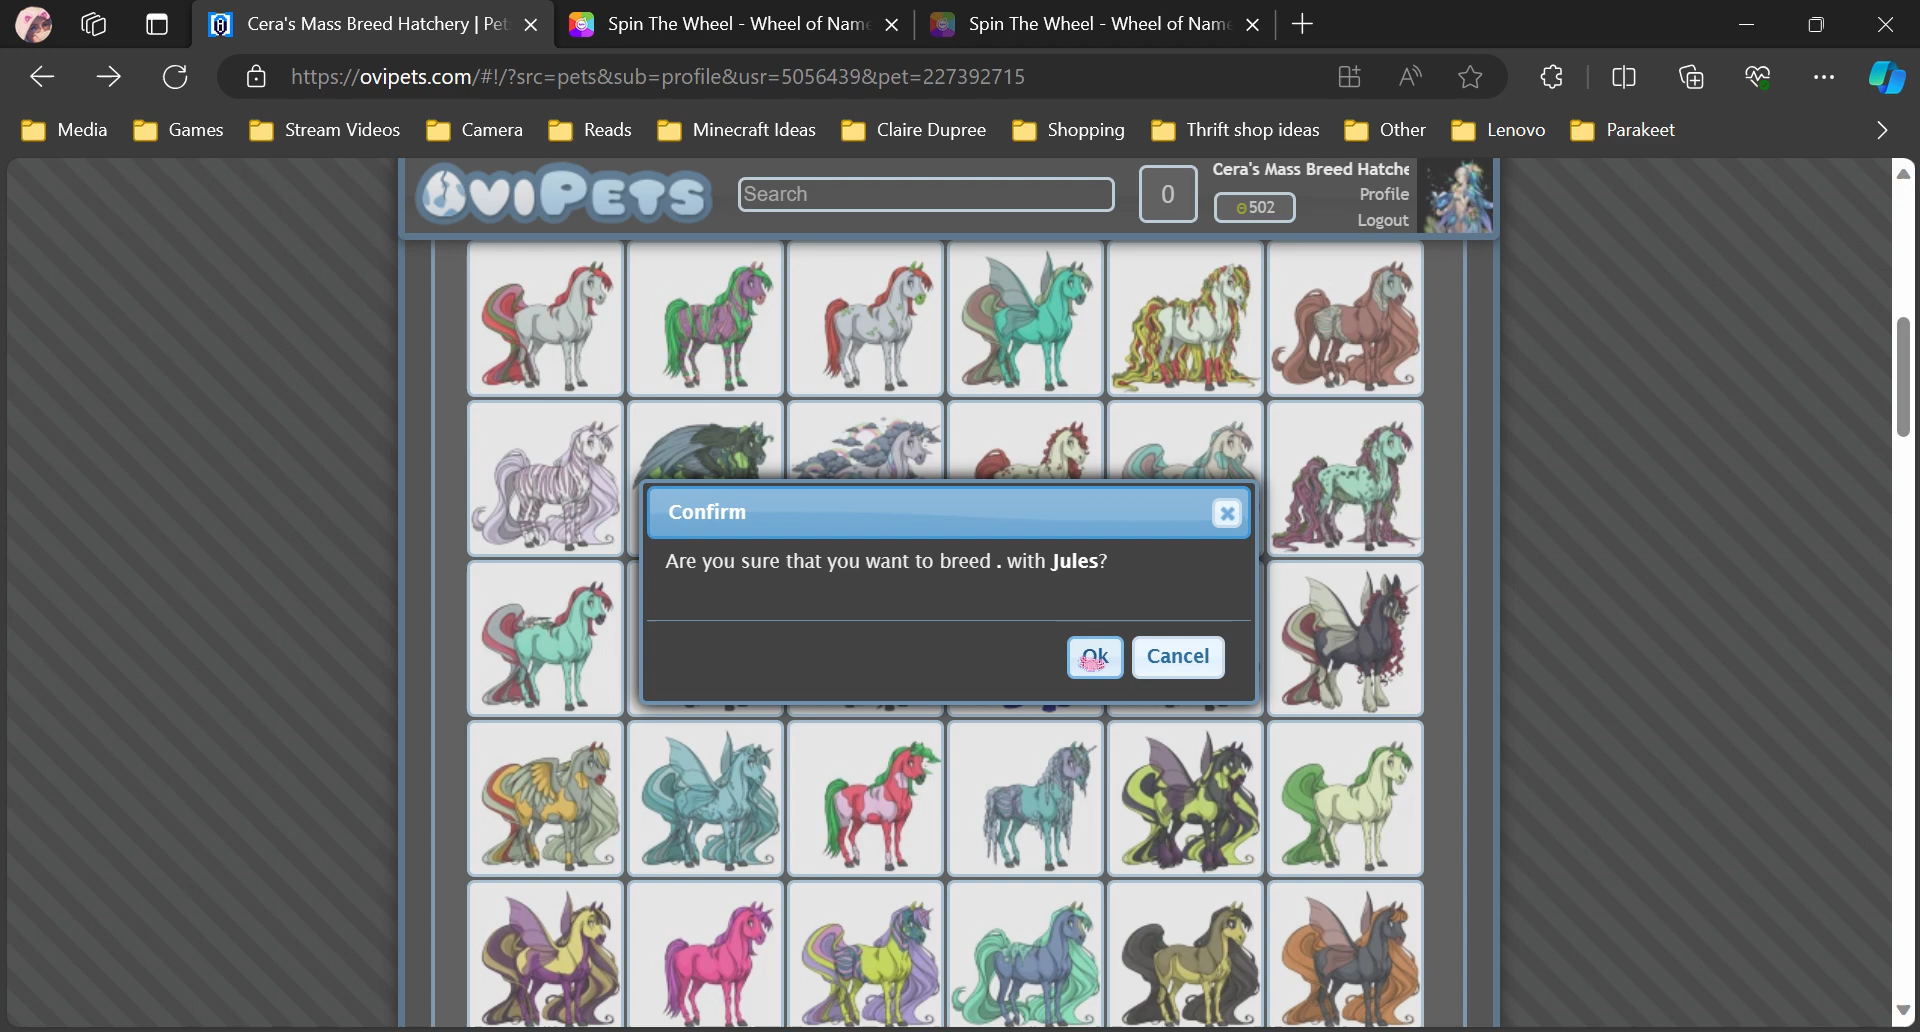 Cera's Mass Breed Hatchery | Pet
Spin The Wheel - Wheel of Name
Spin The Wheel - Wheel of Name
https://ovipets.com/#!/?src=pets&sub=profile&usr=5056439&pet=227392715
Media
Games
Stream Videos
Camera
Reads
Minecraft Ideas
Claire Dupree
Shopping
Thrift shop ideas
Other
Lenovo
Parakeet
OviPets
Search
0
Cera's Mass Breed Hatche
502
Profile
Logout
Confirm
Are you sure that you want to breed . with Jules?
Ok
Cancel